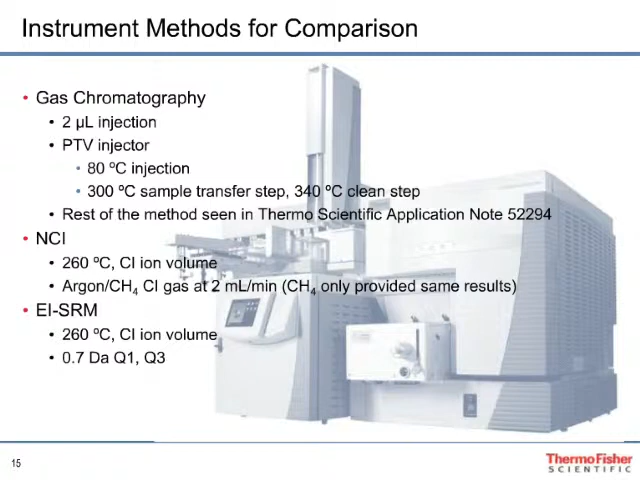 Instrument Methods for Comparison
• Gas Chromatography
• 2 µL injection
• PTV injector
• 80 ºC injection
• 300 ºC sample transfer step, 340 ºC clean step
• Rest of the method seen in Thermo Scientific Application Note 52294
• NCI
• 260 ºC, CI ion volume
• Argon/CH4 CI gas at 2 mL/min (CH4 only provided same results)
• EI-SRM
• 260 ºC, CI ion volume
• 0.7 Da Q1, Q3
15
ThermoFisher
SCIENTIFIC